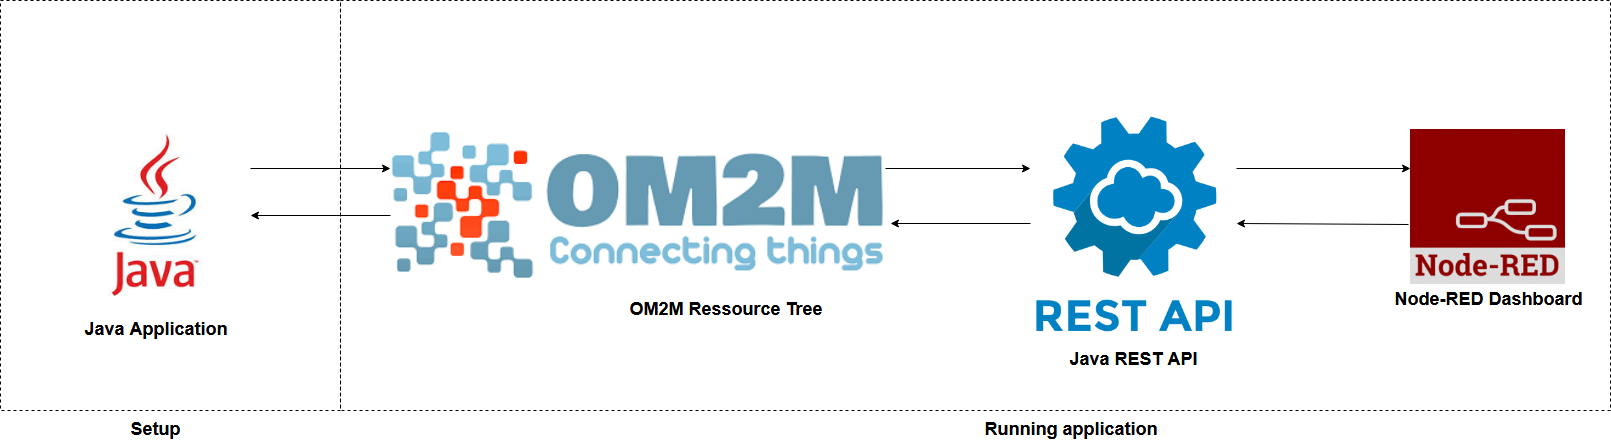 Java
Java Application
OM2M
Connecting things
OM2M Ressource Tree
REST API
Java REST API
Node-RED
Node-RED Dashboard
Setup
Running application